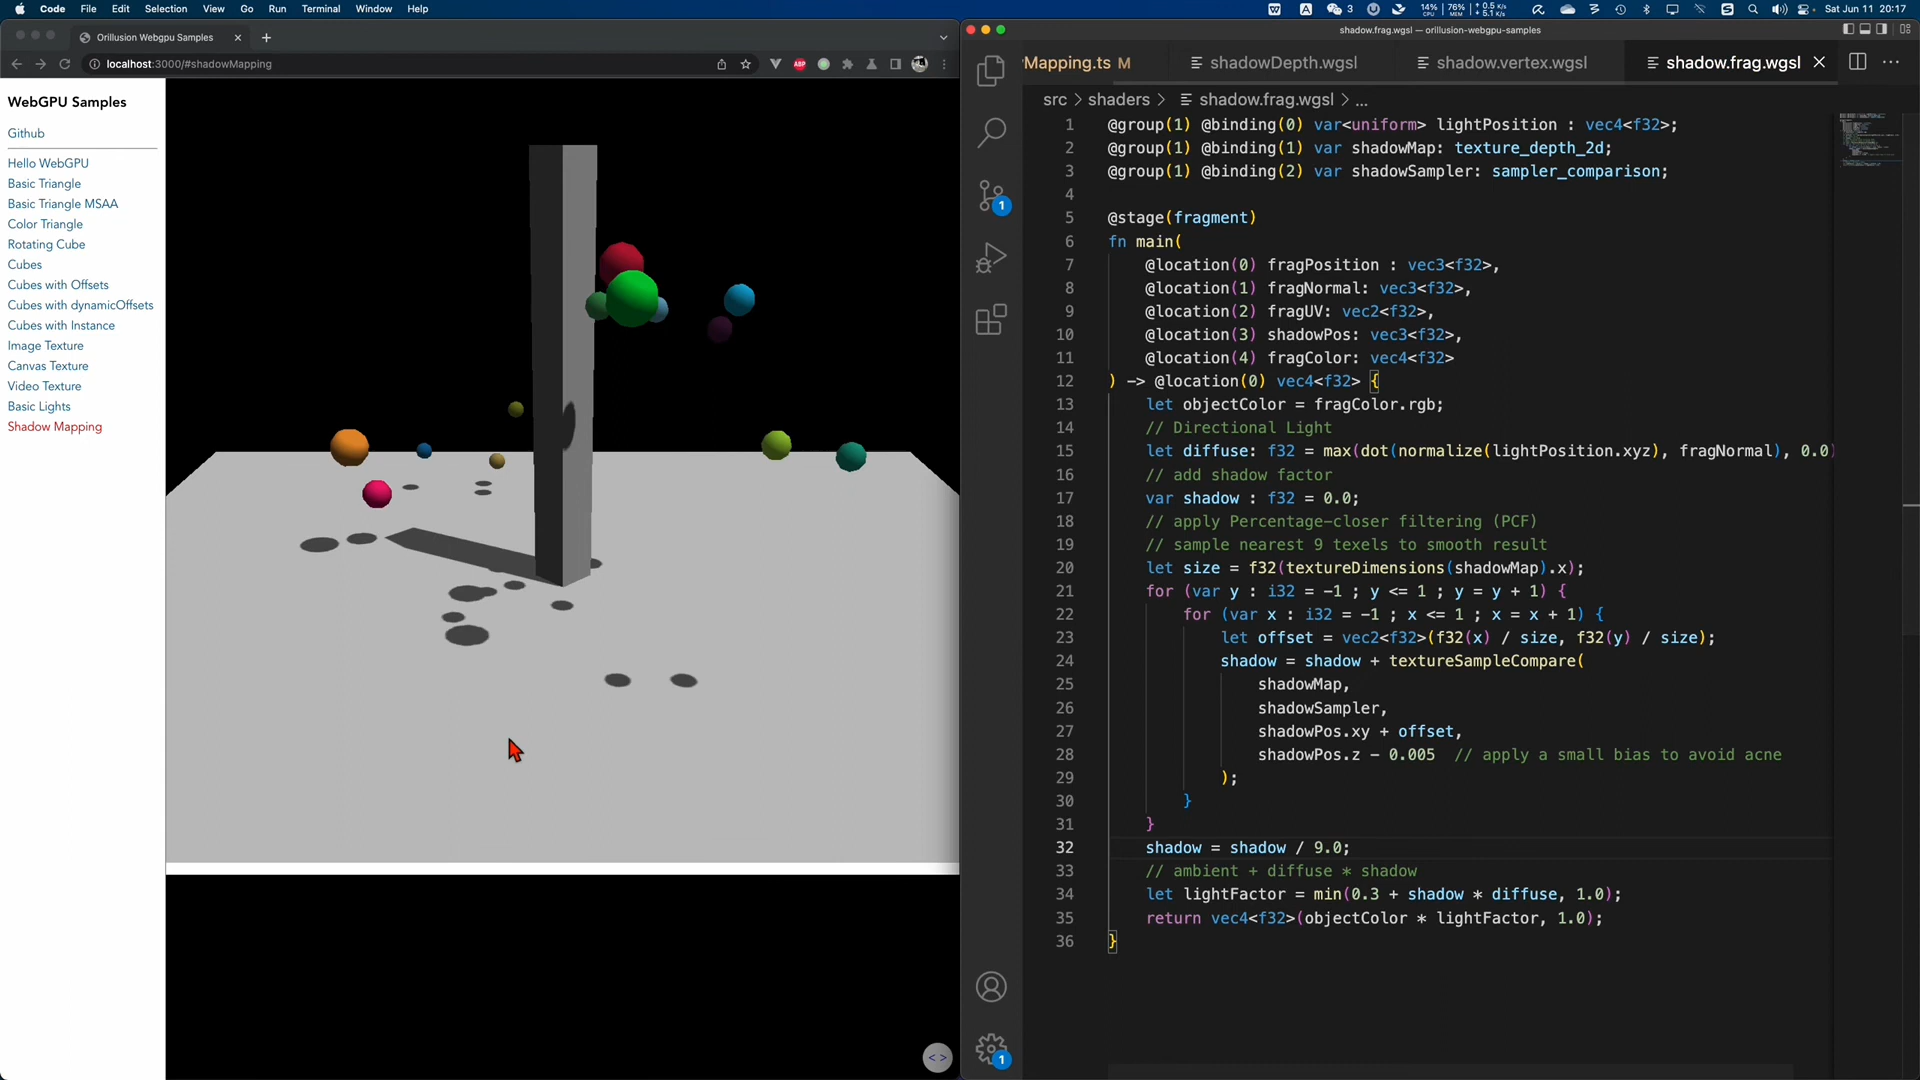 Code File Edit Selection View Go Run Terminal Window Help
3 14% CPU 76% MEM 0.5 K/s 5.1 K/s Sat Jun 11 20:17
Orillusion Webgpu Samples
localhost:3000/#shadowMapping
ABP
WebGPU Samples
Github
Hello WebGPU
Basic Triangle
Basic Triangle MSAA
Color Triangle
Rotating Cube
Cubes
Cubes with Offsets
Cubes with dynamicOffsets
Cubes with Instance
Image Texture
Canvas Texture
Video Texture
Basic Lights
Shadow Mapping
< >
shadow.frag.wgsl — orillusion-webgpu-samples
Mapping.ts M shadowDepth.wgsl shadow.vertex.wgsl shadow.frag.wgsl
src > shaders > shadow.frag.wgsl > ...
1
1
1 @group(1) @binding(0) var<uniform> lightPosition : vec4<f32>;
2 @group(1) @binding(1) var shadowMap: texture_depth_2d;
3 @group(1) @binding(2) var shadowSampler: sampler_comparison;
4
5 @stage(fragment)
6 fn main(
7 @location(0) fragPosition : vec3<f32>,
8 @location(1) fragNormal: vec3<f32>,
9 @location(2) fragUV: vec2<f32>,
10 @location(3) shadowPos: vec3<f32>,
11 @location(4) fragColor: vec4<f32>
12 ) -> @location(0) vec4<f32> {
13 let objectColor = fragColor.rgb;
14 // Directional Light
15 let diffuse: f32 = max(dot(normalize(lightPosition.xyz), fragNormal), 0.0)
16 // add shadow factor
17 var shadow : f32 = 0.0;
18 // apply Percentage-closer filtering (PCF)
19 // sample nearest 9 texels to smooth result
20 let size = f32(textureDimensions(shadowMap).x);
21 for (var y : i32 = -1 ; y <= 1 ; y = y + 1) {
22 for (var x : i32 = -1 ; x <= 1 ; x = x + 1) {
23 let offset = vec2<f32>(f32(x) / size, f32(y) / size);
24 shadow = shadow + textureSampleCompare(
25 shadowMap,
26 shadowSampler,
27 shadowPos.xy + offset,
28 shadowPos.z - 0.005 // apply a small bias to avoid acne
29 );
30 }
31 }
32 shadow = shadow / 9.0;
33 // ambient + diffuse * shadow
34 let lightFactor = min(0.3 + shadow * diffuse, 1.0);
35 return vec4<f32>(objectColor * lightFactor, 1.0);
36 }